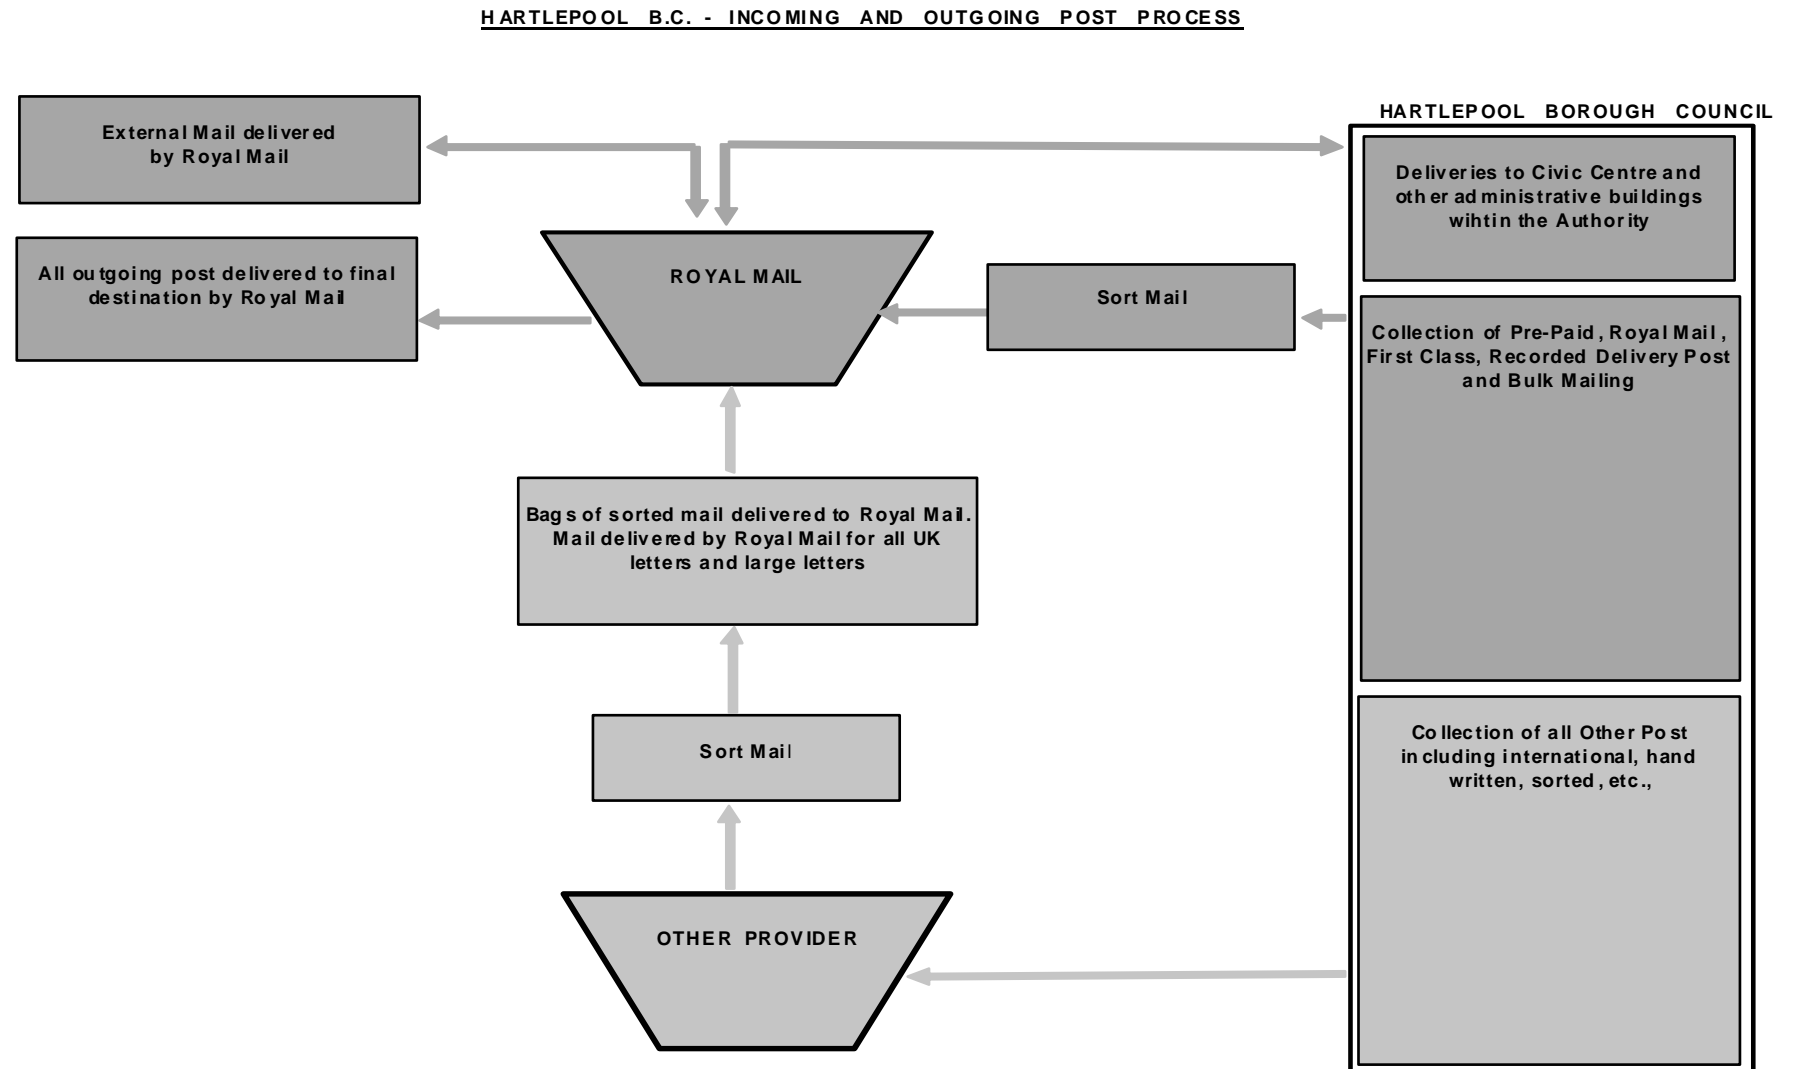 HARTLEPOOL B.C. - INCOMING AND OUTGOING POST PROCESS
External Mail delivered
by Royal Mail
HARTLEPOOL BOROUGH COUNCIL
Deliveries to Civic Centre and
other administrative buildings
wihtin the Authority
All outgoing post delivered to final
destination by Royal Mail
ROYAL MAIL
Sort Mail
Collection of Pre-Paid, Royal Mail,
First Class, Recorded Delivery Post
and Bulk Mailing
Bags of sorted mail delivered to Royal Mail.
Mail delivered by Royal Mail for all UK
letters and large letters
Sort Mail
Collection of all Other Post
including international, hand
written, sorted, etc.,
OTHER PROVIDER